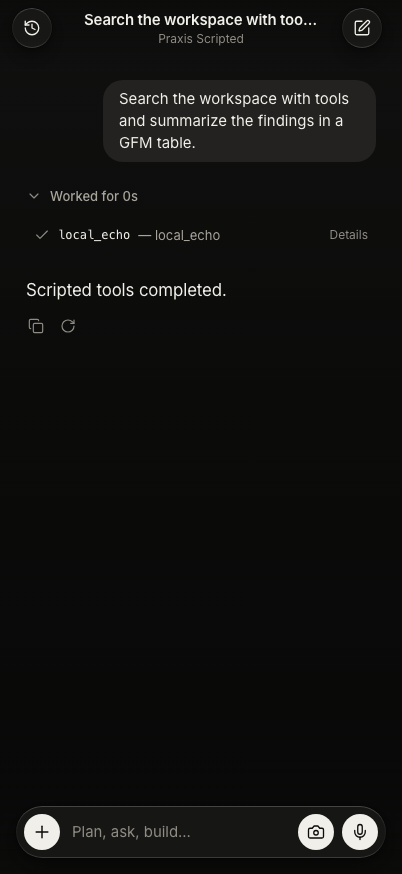 Search the workspace with too...
Praxis Scripted
Search the workspace with tools
and summarize the findings in a
GFM table.
Worked for 0s
local_echo — local_echo Details
Scripted tools completed.
Plan, ask, build...